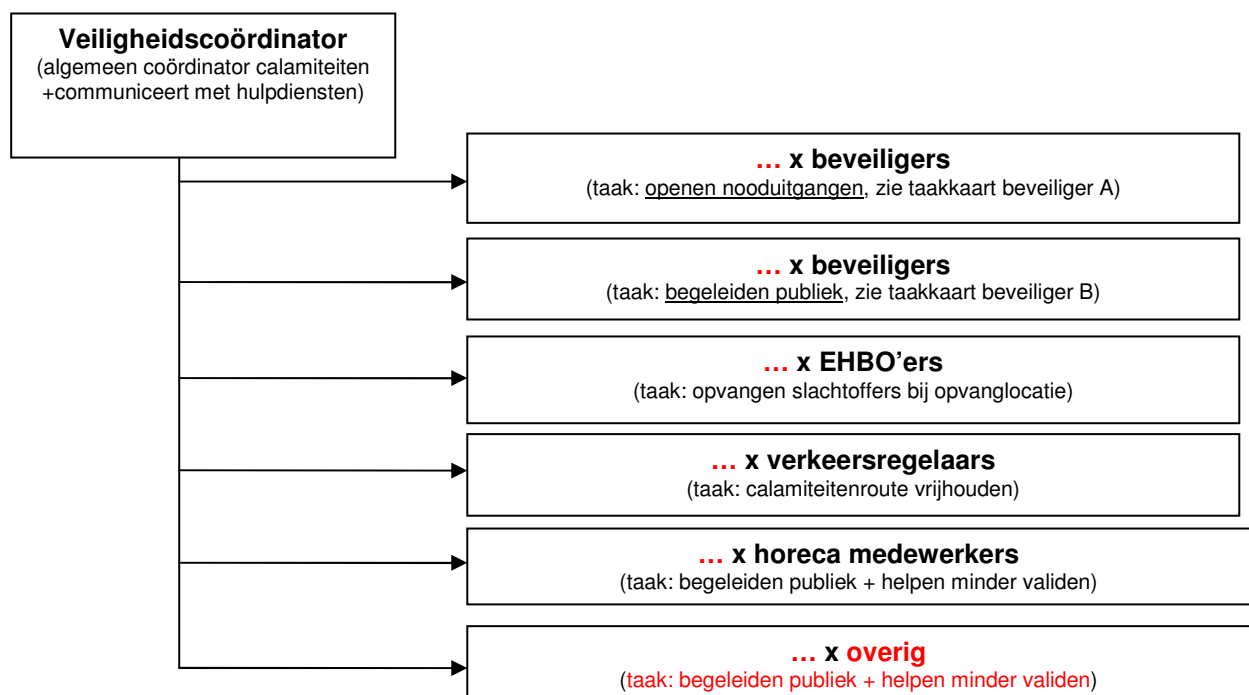 Veiligheidscoördinator
(algemeen coördinator calamiteiten
+communiceert met hulpdiensten)
... x beveiligers
(taak: openen nooduitgangen, zie taakkaart beveiliger A)
... x beveiligers
(taak: begeleiden publiek, zie taakkaart beveiliger B)
... x EHBO’ers
(taak: opvangen slachtoffers bij opvanglocatie)
... x verkeersregelaars
(taak: calamiteitenroute vrijhouden)
... x horeca medewerkers
(taak: begeleiden publiek + helpen minder validen)
... x overig
(taak: begeleiden publiek + helpen minder validen)